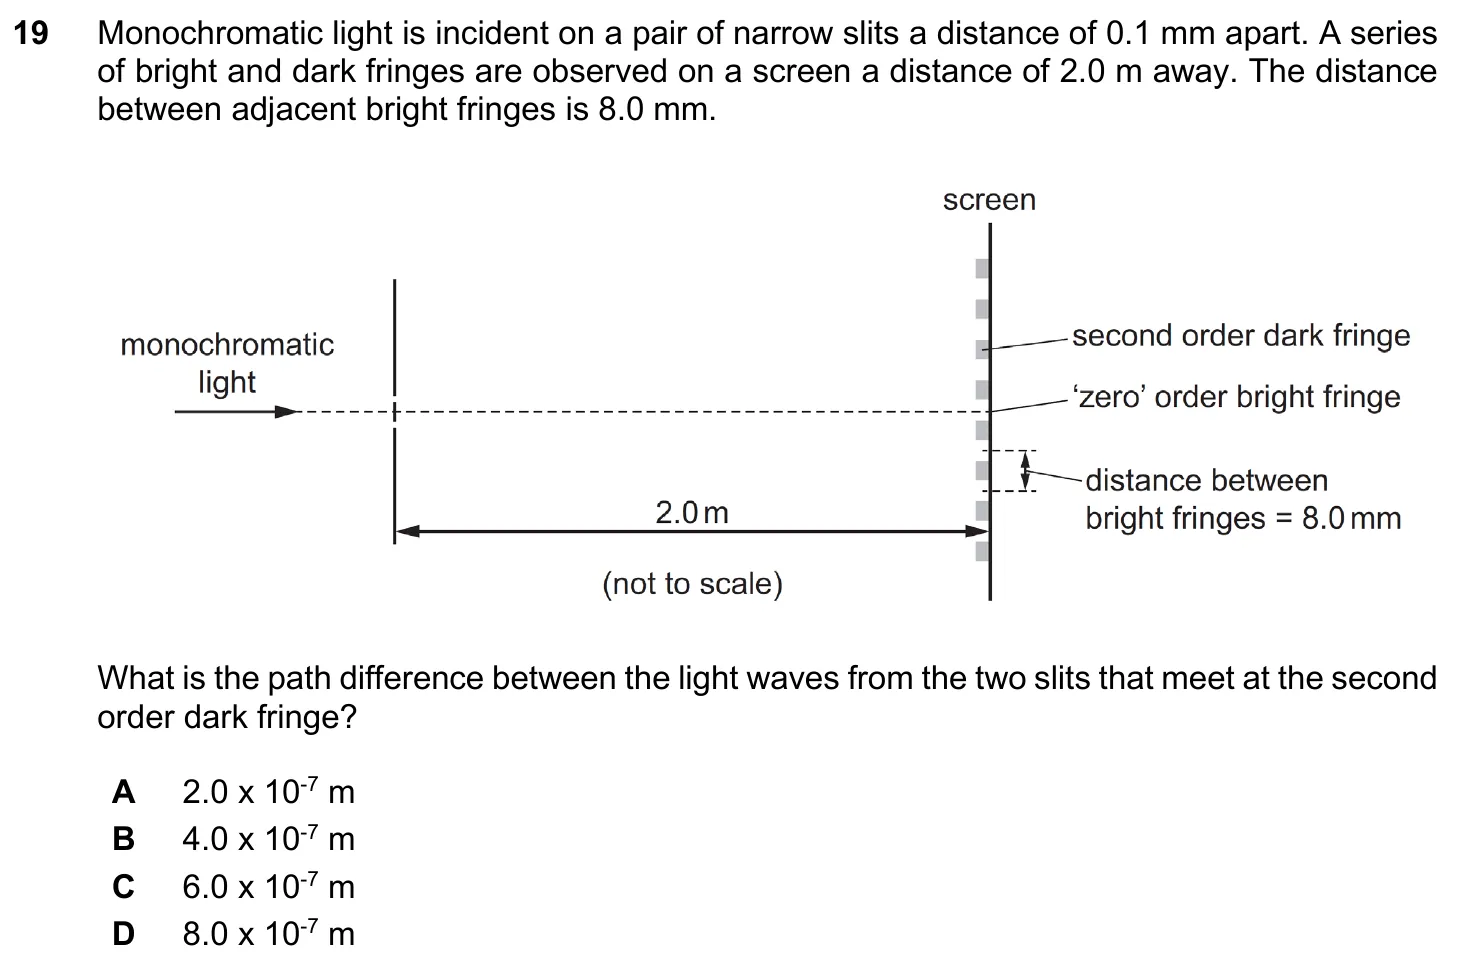 19 Monochromatic light is incident on a pair of narrow slits a distance of 0.1 mm apart. A series
of bright and dark fringes are observed on a screen a distance of 2.0 m away. The distance
between adjacent bright fringes is 8.0 mm.
screen
monochromatic
light
second order dark fringe
‘zero’ order bright fringe
distance between
bright fringes = 8.0 mm
2.0 m
(not to scale)
What is the path difference between the light waves from the two slits that meet at the second
order dark fringe?
A 2.0 x 10⁻⁷ m
B 4.0 x 10⁻⁷ m
C 6.0 x 10⁻⁷ m
D 8.0 x 10⁻⁷ m